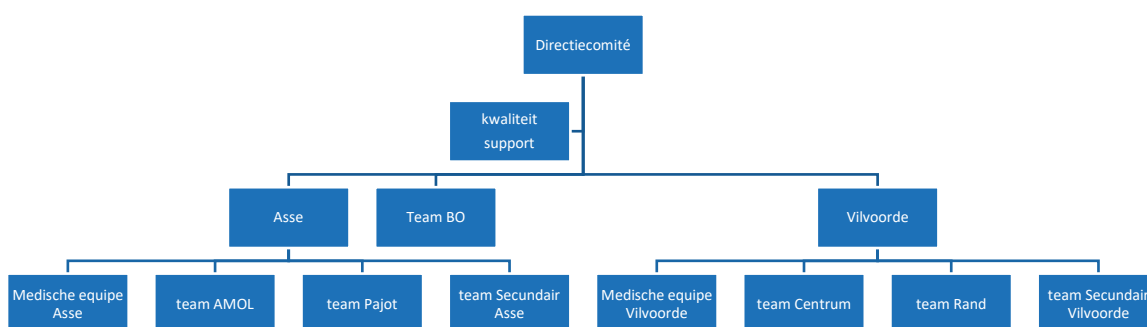 Directiecomité
kwaliteit
support
Asse
Team BO
Vilvoorde
Medische equipe
Asse
team AMOL
team Pajot
team Secundair
Asse
Medische equipe
Vilvoorde
team Centrum
team Rand
team Secundair
Vilvoorde